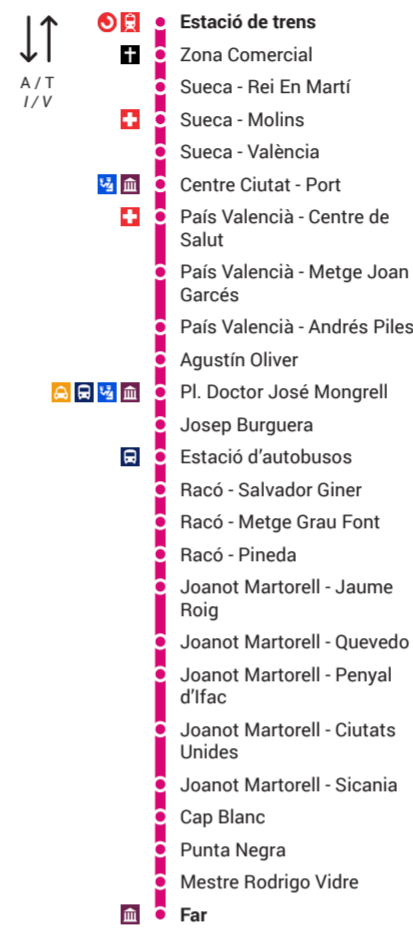 Estació de trens
Zona Comercial
A / T
I / V
Sueca - Rei En Martí
Sueca - Molins
Sueca - València
Centre Ciutat - Port
País Valencià - Centre de
Salut
País Valencià - Metge Joan
Garcés
País Valencià - Andrés Piles
Agustín Oliver
Pl. Doctor José Mongrell
Josep Burguera
Estació d'autobusos
Racó - Salvador Giner
Racó - Metge Grau Font
Racó - Pineda
Joanot Martorell - Jaume
Roig
Joanot Martorell - Quevedo
Joanot Martorell - Penyal
d'Ifac
Joanot Martorell - Ciutats
Unides
Joanot Martorell - Sicania
Cap Blanc
Punta Negra
Mestre Rodrigo Vidre
Far